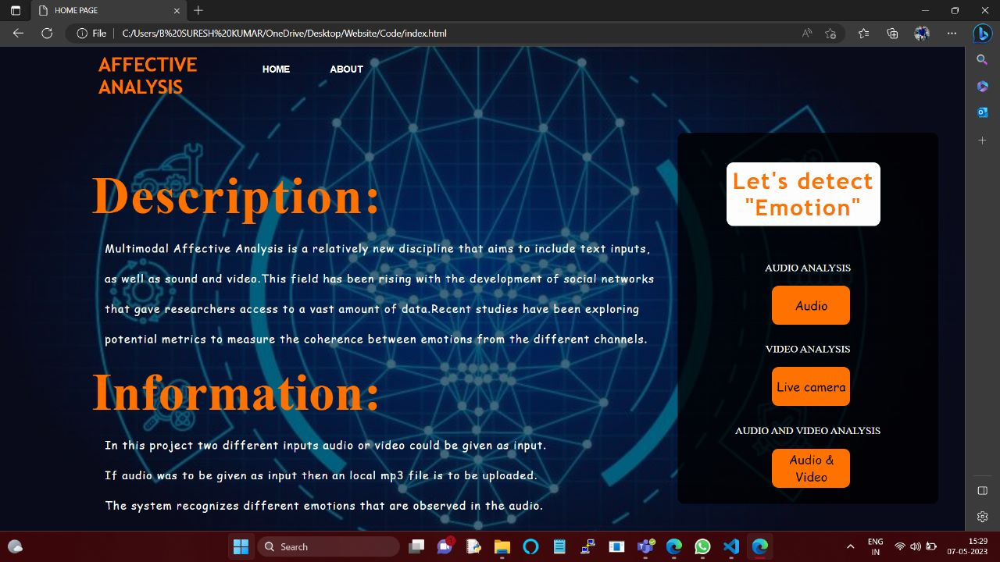 HOME PAGE
File
C:/Users/B%20SURESH%20KUMAR/OneDrive/Desktop/Website/Code/index.html
AFFECTIVE
ANALYSIS
HOME
ABOUT
Description:
Multimodal Affective Analysis is a relatively new discipline that aims to include text inputs,
as well as sound and video.This field has been rising with the development of social networks
that gave researchers access to a vast amount of data.Recent studies have been exploring
potential metrics to measure the coherence between emotions from the different channels.
Information:
In this project two different inputs audio or video could be given as input.
If audio was to be given as input then an local mp3 file is to be uploaded.
The system recognizes different emotions that are observed in the audio.
Let's detect
"Emotion"
AUDIO ANALYSIS
Audio
VIDEO ANALYSIS
Live camera
AUDIO AND VIDEO ANALYSIS
Audio &
Video
Search
1
ENG
IN
15:29
07-05-2023